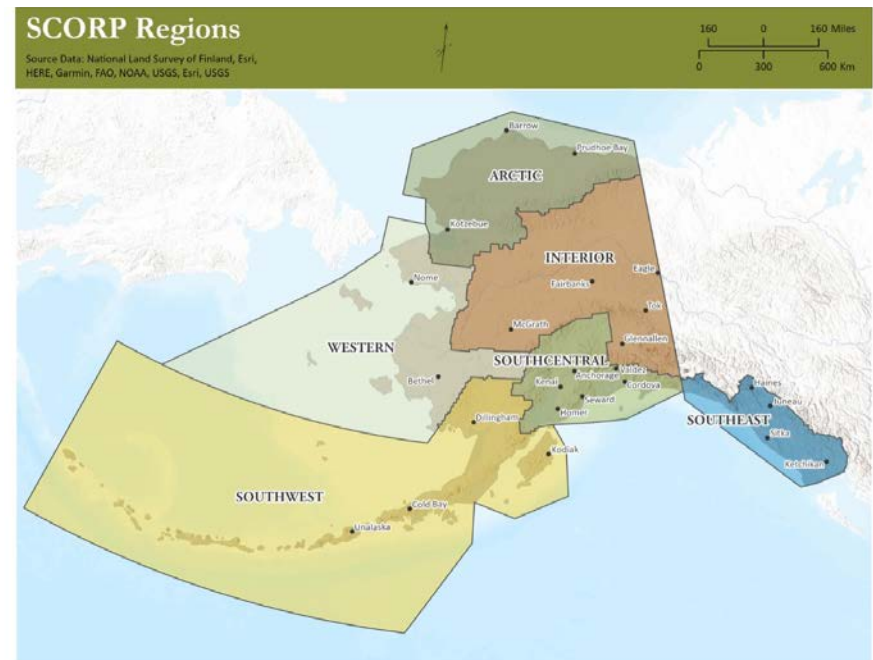 SCORP Regions
Source Data: National Land Survey of Finland, Esri,
HERE, Garmin, FAO, NOAA, USGS, Esri, USGS
160 0 160 Miles
0 300 600 Km
Barrow
Prudhoe Bay
ARCTIC
Kotzebue
INTERIOR
Eagle
Nome
Fairbanks
Tok
McGrath
Glennallen
WESTERN
SOUTHCENTRAL
Valdez
Anchorage
Bethel
Kenai
Cordova
Haines
Seward
Juneau
Homer
Dillingham
SOUTHEAST
Sitka
Kodiak
Ketchikan
SOUTHWEST
Cold Bay
Unalaska